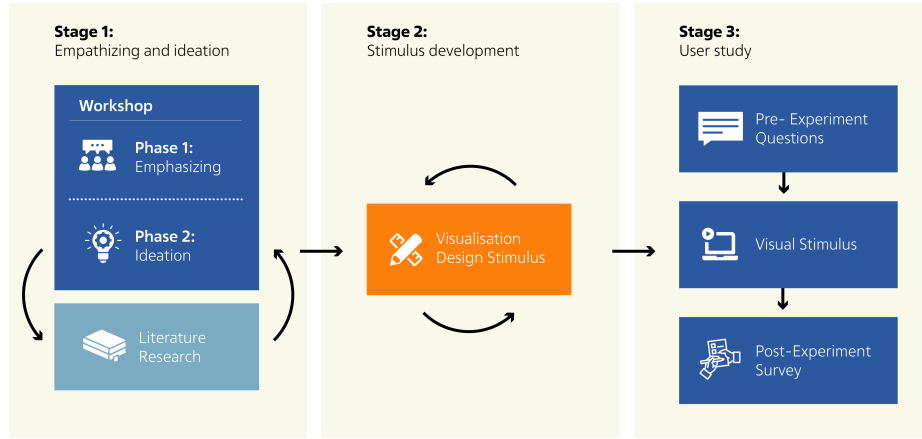 Stage 1:
Empathizing and ideation
Workshop
Phase 1:
Emphasizing
Phase 2:
Ideation
Literature
Research
Stage 2:
Stimulus development
Visualisation
Design Stimulus
Stage 3:
User study
Pre- Experiment
Questions
Visual Stimulus
Post-Experiment
Survey